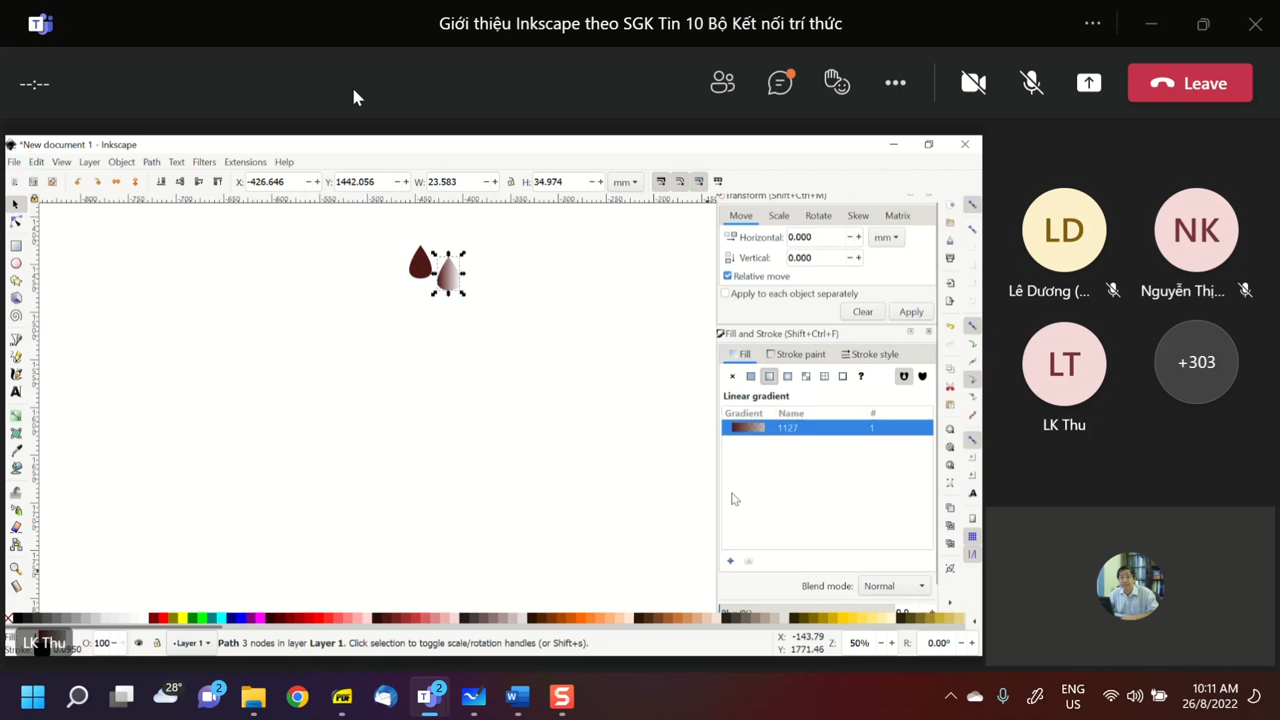 Giới thiệu Inkscape theo SGK Tin 10 Bộ Kết nối trí thức
--:--
Leave
*New document 1 - Inkscape
File Edit View Layer Object Path Text Filters Extensions Help
X: -426.646 Y: 1442.056 W: 23.583 H: 34.974 mm
Transform (Shift+Ctrl+M)
Move Scale Rotate Skew Matrix
Horizontal: 0.000 mm
Vertical: 0.000
Relative move
Apply to each object separately
Clear Apply
Fill and Stroke (Shift+Ctrl+F)
Fill Stroke paint Stroke style
Linear gradient
Gradient Name #
1127 1
Blend mode: Normal
LK Thu
O: 100 Layer 1 Path 3 nodes in layer Layer 1. Click selection to toggle scale/rotation handles (or Shift+s).
X: -143.79
Y: 1771.46
Z: 50% R: 0.00°
LD
Lê Dương (...
NK
Nguyễn Thị...
LT
LK Thu
+303
28°
2
PDF
T
2
W
S
ENG
US
10:11 AM
26/8/2022